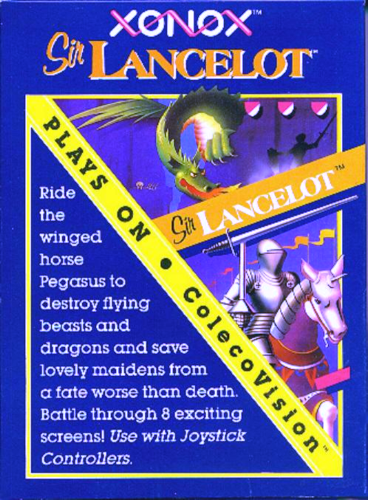 XONOX™
Sir LANCELOT™
PLAYS ON • ColecoVision™
Sir LANCELOT™
Ride
the
winged
horse
Pegasus to
destroy flying
beasts and
dragons and save
lovely maidens from
a fate worse than death.
Battle through 8 exciting
screens! Use with Joystick
Controllers.